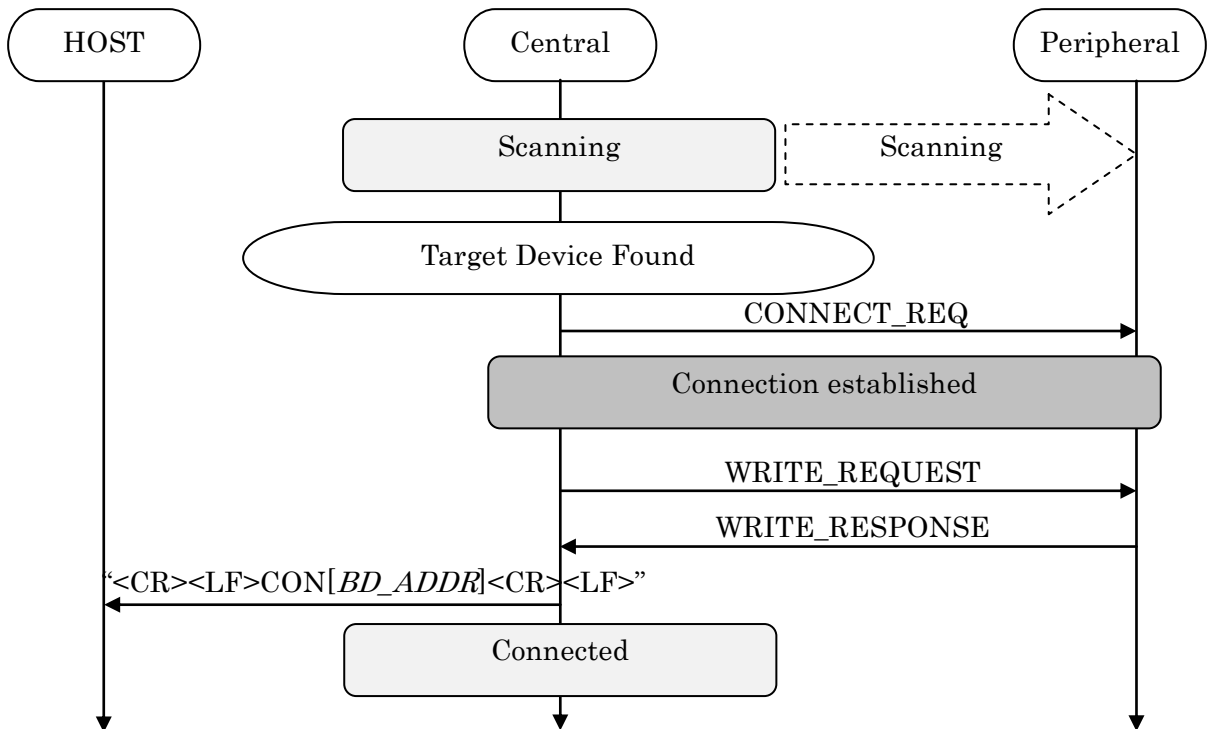 HOST
Central
Peripheral
Scanning
Scanning
Target Device Found
CONNECT_REQ
Connection established
WRITE_REQUEST
WRITE_RESPONSE
“<CR><LF>CON[BD_ADDR]<CR><LF>”
Connected